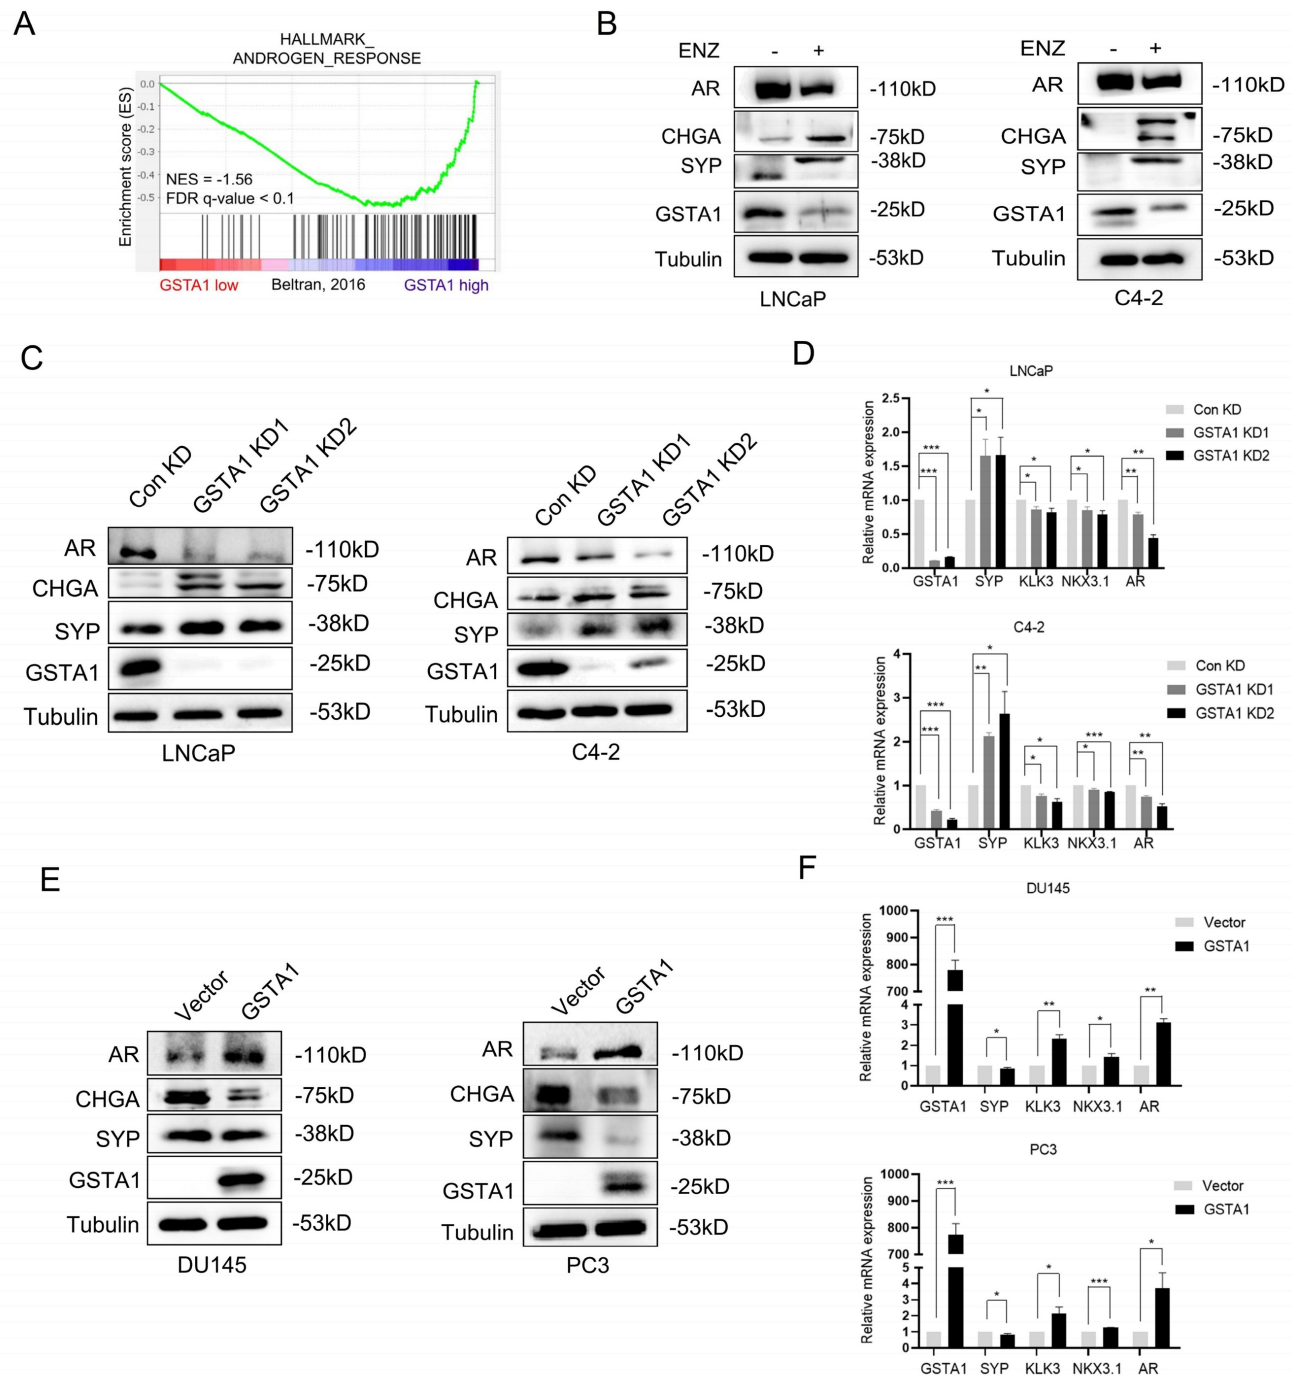 A
HALLMARK_
ANDROGEN_RESPONSE
Enrichment score (ES)
0.0
-0.1
-0.2
-0.3
-0.4
-0.5
NES = -1.56
FDR q-value < 0.1
GSTA1 low Beltran, 2016 GSTA1 high
B
ENZ - +
AR -110kD
CHGA -75kD
SYP -38kD
GSTA1 -25kD
Tubulin -53kD
LNCaP
ENZ - +
AR -110kD
CHGA -75kD
SYP -38kD
GSTA1 -25kD
Tubulin -53kD
C4-2
C
Con KD GSTA1 KD1 GSTA1 KD2
AR -110kD
CHGA -75kD
SYP -38kD
GSTA1 -25kD
Tubulin -53kD
LNCaP
Con KD GSTA1 KD1 GSTA1 KD2
AR -110kD
CHGA -75kD
SYP -38kD
GSTA1 -25kD
Tubulin -53kD
C4-2
D
LNCaP
Relative mRNA expression
2.5
2.0
1.5
1.0
0.5
0.0
*** *** * * * * * * ** **
GSTA1 SYP KLK3 NKX3.1 AR
Con KD
GSTA1 KD1
GSTA1 KD2
C4-2
Relative mRNA expression
4
3
2
1
0
*** *** * ** * * *** * ** **
GSTA1 SYP KLK3 NKX3.1 AR
Con KD
GSTA1 KD1
GSTA1 KD2
E
Vector GSTA1
AR -110kD
CHGA -75kD
SYP -38kD
GSTA1 -25kD
Tubulin -53kD
DU145
Vector GSTA1
AR -110kD
CHGA -75kD
SYP -38kD
GSTA1 -25kD
Tubulin -53kD
PC3
F
DU145
Relative mRNA expression
1000
900
800
700
4
3
2
1
0
*** * ** * **
GSTA1 SYP KLK3 NKX3.1 AR
Vector
GSTA1
PC3
Relative mRNA expression
1000
900
800
700
5
4
3
2
1
0
*** * * *** *
GSTA1 SYP KLK3 NKX3.1 AR
Vector
GSTA1